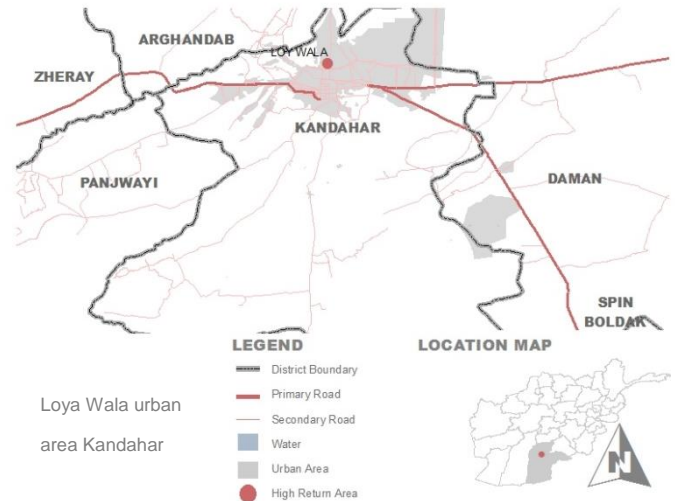 ARGHANDAB
LOY WALA
ZHERAY
KANDAHAR
PANJWAYI
DAMAN
SPIN
BOLDAK
LEGEND
District Boundary
Primary Road
Secondary Road
Water
Urban Area
High Return Area
LOCATION MAP
N
Loya Wala urban
area Kandahar